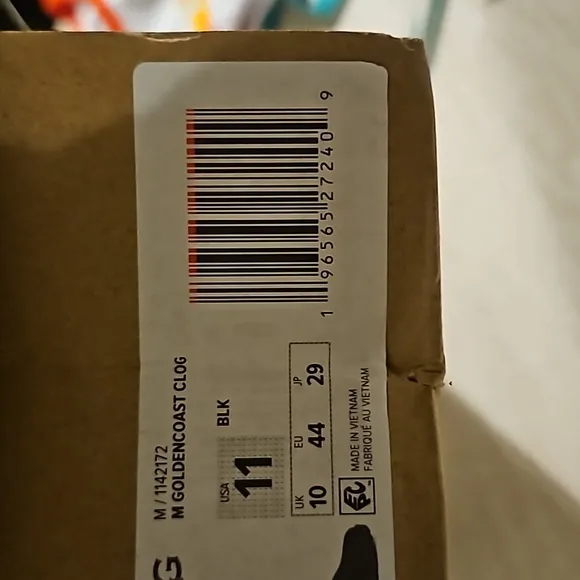 1 96565 27240 9
M / 1142172
M GOLDENCOAST CLOG
USA
11
BLK
UK EU JP
10 44 29
MADE IN VIETNAM
FABRIQUÉ AU VIETNAM
G